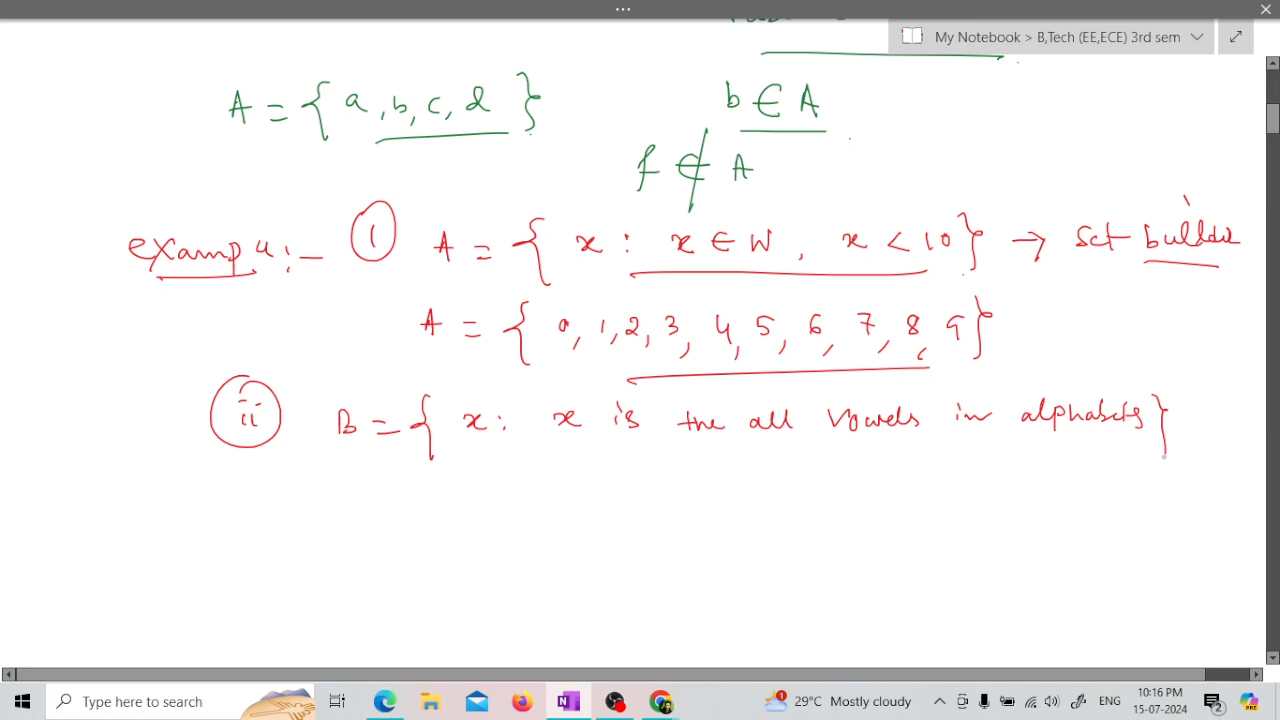 ...
My Notebook > B,Tech (EE,ECE) 3rd sem
A = { a, b, c, d } b ∈ A
f ∉ A
example:- ① A = { x : x ∈ W, x < 10 } → set builder
A = { 0, 1, 2, 3, 4, 5, 6, 7, 8, 9 }
ii B = { x : x is the all vowels in alphabets }
Type here to search
29°C Mostly cloudy
ENG
10:16 PM
15-07-2024
1
2